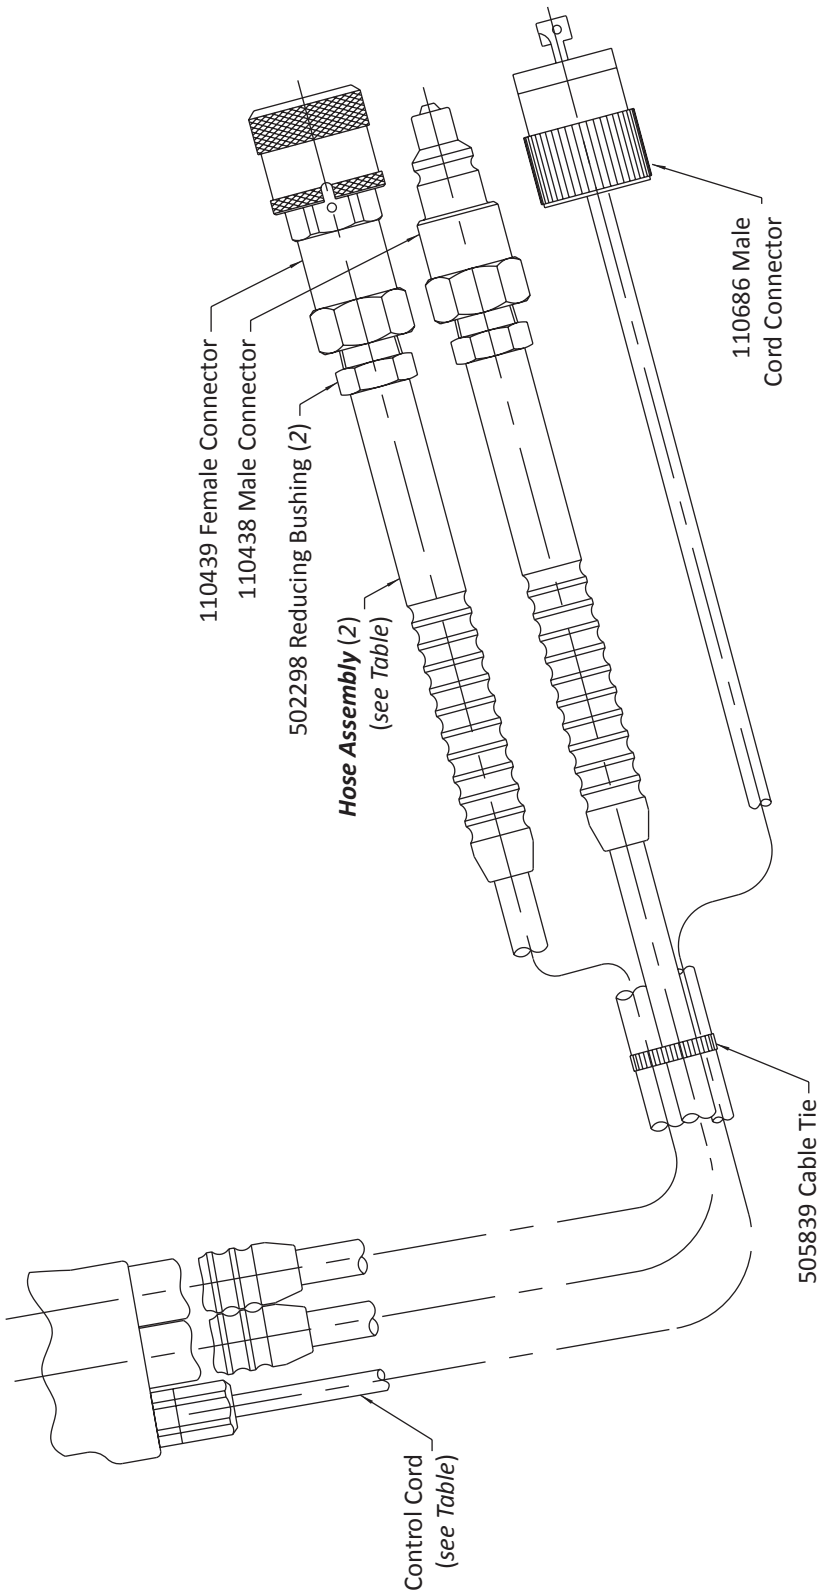 110439 Female Connector
110438 Male Connector
502298 Reducing Bushing (2)
Hose Assembly (2)
(see Table)
110686 Male
Cord Connector
505839 Cable Tie
Control Cord
(see Table)